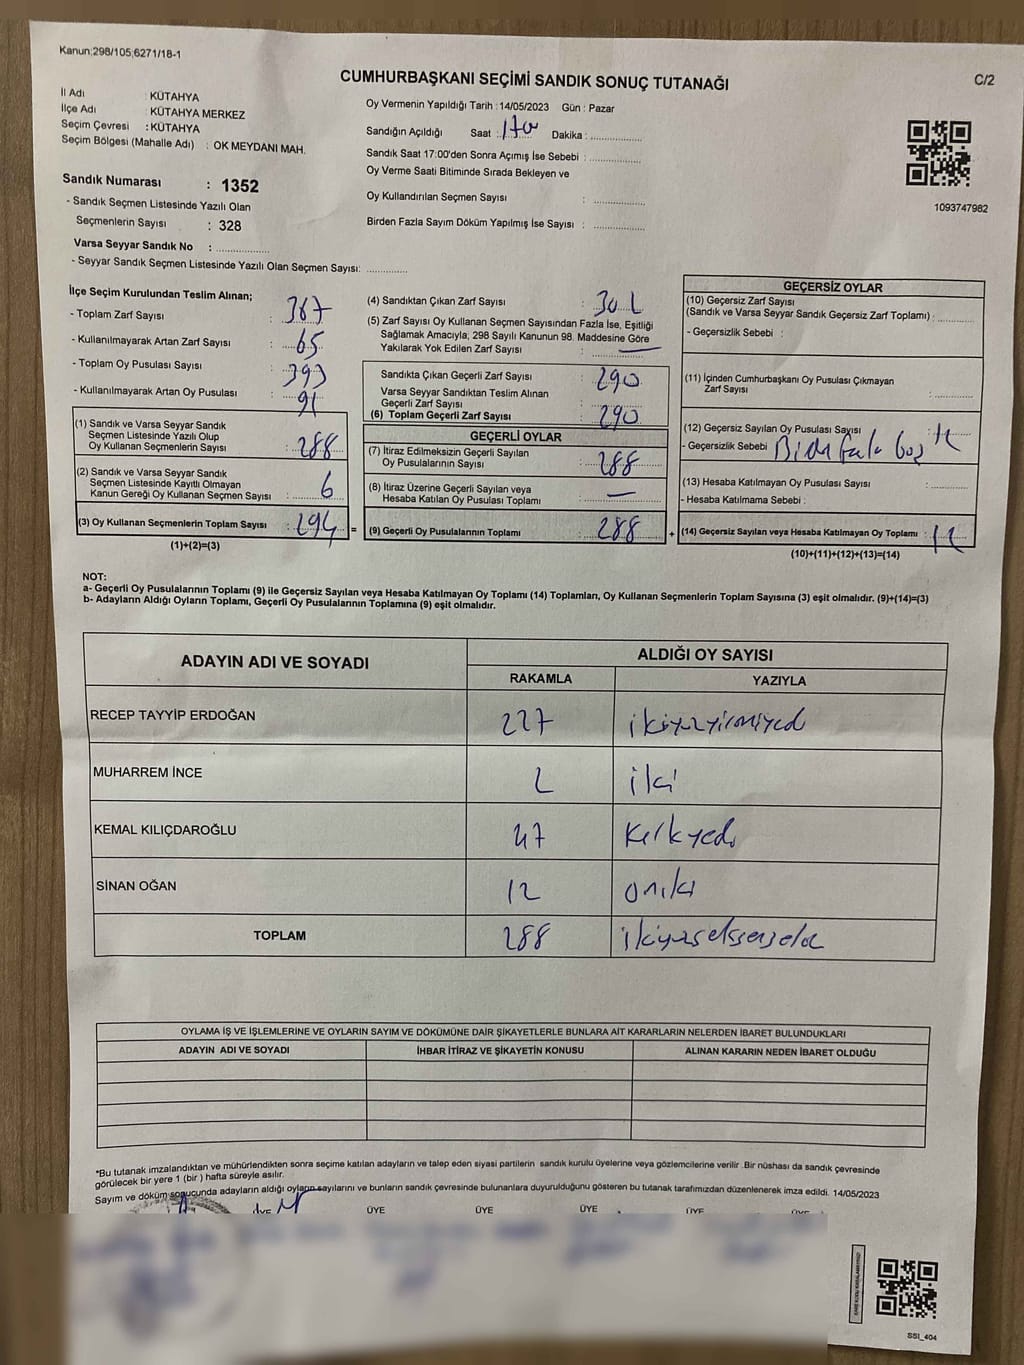 Kanun:298/105,6271/18-1
CUMHURBAŞKANI SEÇİMİ SANDIK SONUÇ TUTANAĞI
C/2
İl Adı : KÜTAHYA
İlçe Adı : KÜTAHYA MERKEZ
Seçim Çevresi : KÜTAHYA
Seçim Bölgesi (Mahalle Adı) : OK MEYDANI MAH.
Sandık Numarası : 1352
- Sandık Seçmen Listesinde Yazılı Olan
Seçmenlerin Sayısı : 328
Varsa Seyyar Sandık No :
- Seyyar Sandık Seçmen Listesinde Yazılı Olan Seçmen Sayısı:
Oy Vermenin Yapıldığı Tarih : 14/05/2023 Gün : Pazar
Sandığın Açıldığı Saat : Dakika :
Sandık Saat 17:00'den Sonra Açımış İse Sebebi :
Oy Verme Saati Bitiminde Sırada Bekleyen ve
Oy Kullandırılan Seçmen Sayısı :
Birden Fazla Sayım Döküm Yapılmış İse Sayısı :
1093747982
İlçe Seçim Kurulundan Teslim Alınan;
- Toplam Zarf Sayısı : 367
- Kullanılmayarak Artan Zarf Sayısı : 65
- Toplam Oy Pusulası Sayısı : 393
- Kullanılmayarak Artan Oy Pusulası : 91
(1) Sandık ve Varsa Seyyar Sandık
Seçmen Listesinde Yazılı Olup
Oy Kullanan Seçmenlerin Sayısı : 288
(2) Sandık ve Varsa Seyyar Sandık
Seçmen Listesinde Kayıtlı Olmayan
Kanun Gereği Oy Kullanan Seçmen Sayısı : 6
(3) Oy Kullanan Seçmenlerin Toplam Sayısı : 294 =
(1)+(2)=(3)
(4) Sandıktan Çıkan Zarf Sayısı : 302
(5) Zarf Sayısı Oy Kullanan Seçmen Sayısından Fazla İse, Eşitliği
Sağlamak Amacıyla, 298 Sayılı Kanunun 98. Maddesine Göre
Yakılarak Yok Edilen Zarf Sayısı : —
Sandıkta Çıkan Geçerli Zarf Sayısı : 290
Varsa Seyyar Sandıktan Teslim Alınan
Geçerli Zarf Sayısı :
(6) Toplam Geçerli Zarf Sayısı : 290
GEÇERLİ OYLAR
(7) İtiraz Edilmeksizin Geçerli Sayılan
Oy Pusulalarının Sayısı : 288
(8) İtiraz Üzerine Geçerli Sayılan veya
Hesaba Katılan Oy Pusulası Toplamı : —
(9) Geçerli Oy Pusulalarının Toplamı : 288 +
GEÇERSİZ OYLAR
(10) Geçersiz Zarf Sayısı
(Sandık ve Varsa Seyyar Sandık Geçersiz Zarf Toplamı) :
- Geçersizlik Sebebi :
(11) İçinden Cumhurbaşkanı Oy Pusulası Çıkmayan
Zarf Sayısı :
(12) Geçersiz Sayılan Oy Pusulası Sayısı : 12
- Geçersizlik Sebebi
(13) Hesaba Katılmayan Oy Pusulası Sayısı :
- Hesaba Katılmama Sebebi :
(14) Geçersiz Sayılan veya Hesaba Katılmayan Oy Toplamı : 12
(10)+(11)+(12)+(13)=(14)
NOT:
a- Geçerli Oy Pusulalarının Toplamı (9) ile Geçersiz Sayılan veya Hesaba Katılmayan Oy Toplamı (14) Toplamları, Oy Kullanan Seçmenlerin Toplam Sayısına (3) eşit olmalıdır. (9)+(14)=(3)
b- Adayların Aldığı Oyların Toplamı, Geçerli Oy Pusulalarının Toplamına (9) eşit olmalıdır.
ADAYIN ADI VE SOYADI
ALDIĞI OY SAYISI
RAKAMLA YAZIYLA
RECEP TAYYİP ERDOĞAN 227 ikiyüzyirmiyedi
MUHARREM İNCE 2 iki
KEMAL KILIÇDAROĞLU 47 Kırkyedi
SİNAN OĞAN 12 oniki
TOPLAM 288 ikiyüzseksensekiz
OYLAMA İŞ VE İŞLEMLERİNE VE OYLARIN SAYIM VE DÖKÜMÜNE DAİR ŞİKAYETLERLE BUNLARA AİT KARARLARIN NELERDEN İBARET BULUNDUKLARI
ADAYIN ADI VE SOYADI İHBAR İTİRAZ VE ŞİKAYETİN KONUSU ALINAN KARARIN NEDEN İBARET OLDUĞU
*Bu tutanak imzalandıktan ve mühürlendikten sonra seçime katılan adayların ve talep eden siyasi partilerin sandık kurulu üyelerine veya gözlemcilerine verilir .Bir nüshası da sandık çevresinde
görülecek bir yere 1 (bir ) hafta süreyle asılır.
Sayım ve döküm sonucunda adayların aldığı oyların sayılarını ve bunların sandık çevresinde bulunanlara duyurulduğunu gösteren bu tutanak tarafımızdan düzenlenerek imza edildi. 14/05/2023
ÜYE ÜYE ÜYE ÜYE ÜYE
SSI_404